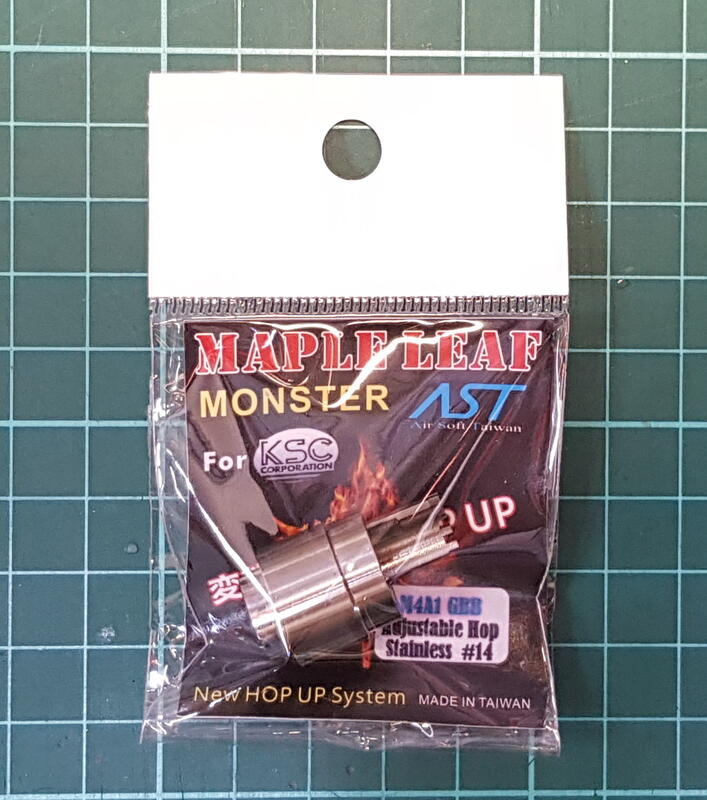 MAPLE LEAF
MONSTER AST
Air Soft Taiwan
For KSC
CORPORATION
UP
変
M4A1 GBB
Adjustable Hop
Stainless #14
New HOP UP System MADE IN TAIWAN